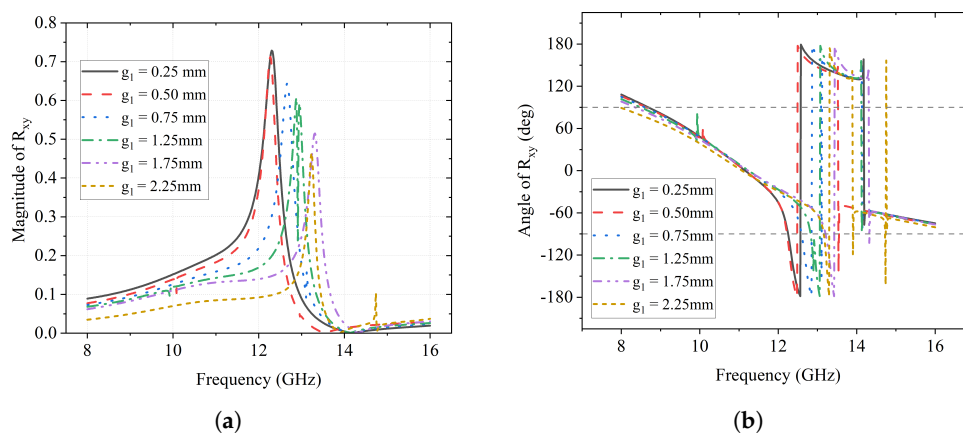 0.8
0.7
0.6
0.5
0.4
0.3
0.2
0.1
0.0
Magnitude of Rxy
g1 = 0.25 mm
g1 = 0.50 mm
g1 = 0.75 mm
g1 = 1.25mm
g1 = 1.75mm
g1 = 2.25mm
8 10 12 14 16
Frequency (GHz)
(a)
180
120
60
0
-60
-120
-180
Angle of Rxy (deg)
g1 = 0.25mm
g1 = 0.50mm
g1 = 0.75mm
g1 = 1.25mm
g1 = 1.75mm
g1 = 2.25mm
8 10 12 14 16
Frequency (GHz)
(b)